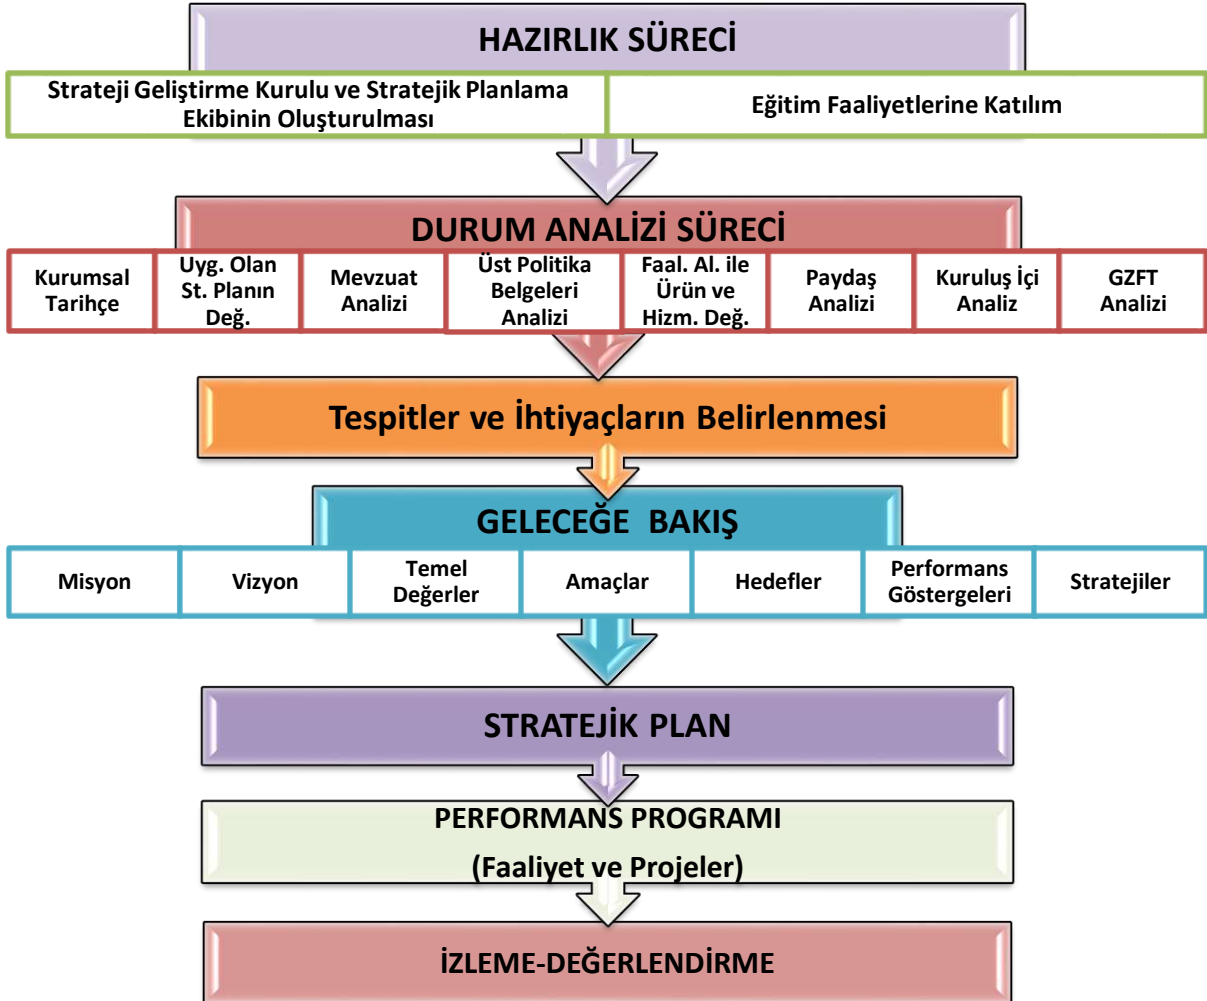 HAZIRLIK SÜRECİ
Strateji Geliştirme Kurulu ve Stratejik Planlama
Ekibinin Oluşturulması
Eğitim Faaliyetlerine Katılım
DURUM ANALİZİ SÜRECİ
Kurumsal
Tarihçe
Uyg. Olan
St. Planın
Değ.
Mevzuat
Analizi
Üst Politika
Belgeleri
Analizi
Faal. Al. ile
Ürün ve
Hizm. Değ.
Paydaş
Analizi
Kuruluş İçi
Analiz
GZFT
Analizi
Tespitler ve İhtiyaçların Belirlenmesi
GELECEĞE BAKIŞ
Misyon
Vizyon
Temel
Değerler
Amaçlar
Hedefler
Performans
Göstergeleri
Stratejiler
STRATEJİK PLAN
PERFORMANS PROGRAMI
(Faaliyet ve Projeler)
İZLEME-DEĞERLENDİRME